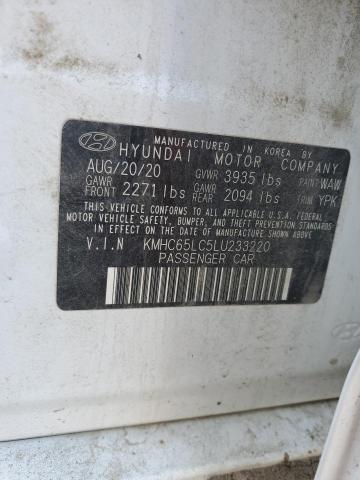 MANUFACTURED IN KOREA BY
HYUNDAI MOTOR COMPANY
AUG/20/20 GVWR 3935 lbs PAINT WAW
GAWR FRONT 2271 lbs GAWR REAR 2094 lbs TRIM YPK
THIS VEHICLE CONFORMS TO ALL APPLICABLE U.S.A. FEDERAL
MOTOR VEHICLE SAFETY, BUMPER, AND THEFT PREVENTION
STANDARDS IN EFFECT ON THE DATE OF MANUFACTURE SHOWN ABOVE.
V.I.N KMHC65LC5LU233220
PASSENGER CAR